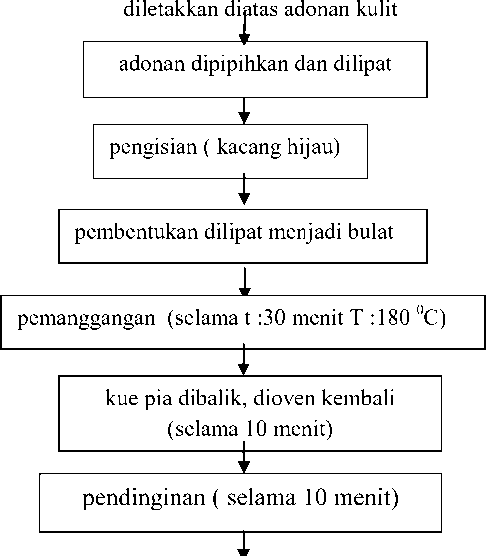 diletakkan diatas adonan kulit
adonan dipipihkan dan dilipat
pengisian ( kacang hijau)
pembentukan dilipat menjadi bulat
pemanggangan (selama t :30 menit T :180 ⁰C)
kue pia dibalik, dioven kembali
(selama 10 menit)
pendinginan ( selama 10 menit)